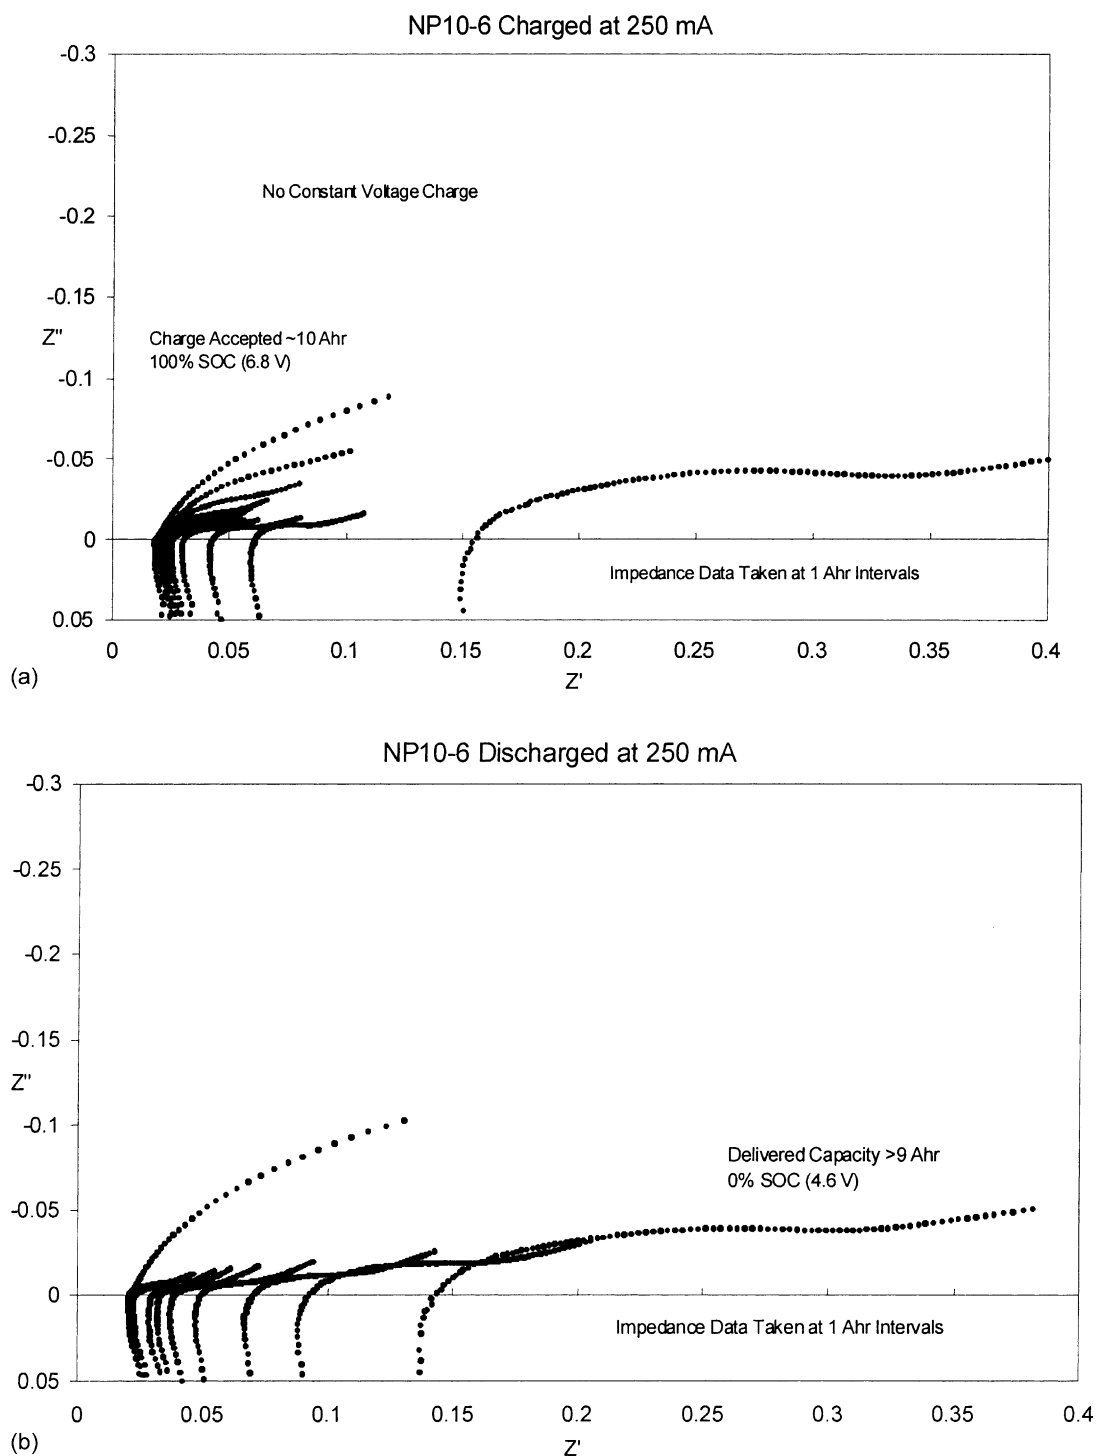 NP10-6 Charged at 250 mA
-0.3
-0.25
-0.2
-0.15
-0.1
-0.05
0
0.05
Z"
No Constant Voltage Charge
Charge Accepted ~10 Ahr
100% SOC (6.8 V)
Impedance Data Taken at 1 Ahr Intervals
0 0.05 0.1 0.15 0.2 0.25 0.3 0.35 0.4
Z'
(a)
NP10-6 Discharged at 250 mA
-0.3
-0.25
-0.2
-0.15
-0.1
-0.05
0
0.05
Z"
Delivered Capacity >9 Ahr
0% SOC (4.6 V)
Impedance Data Taken at 1 Ahr Intervals
0 0.05 0.1 0.15 0.2 0.25 0.3 0.35 0.4
Z'
(b)